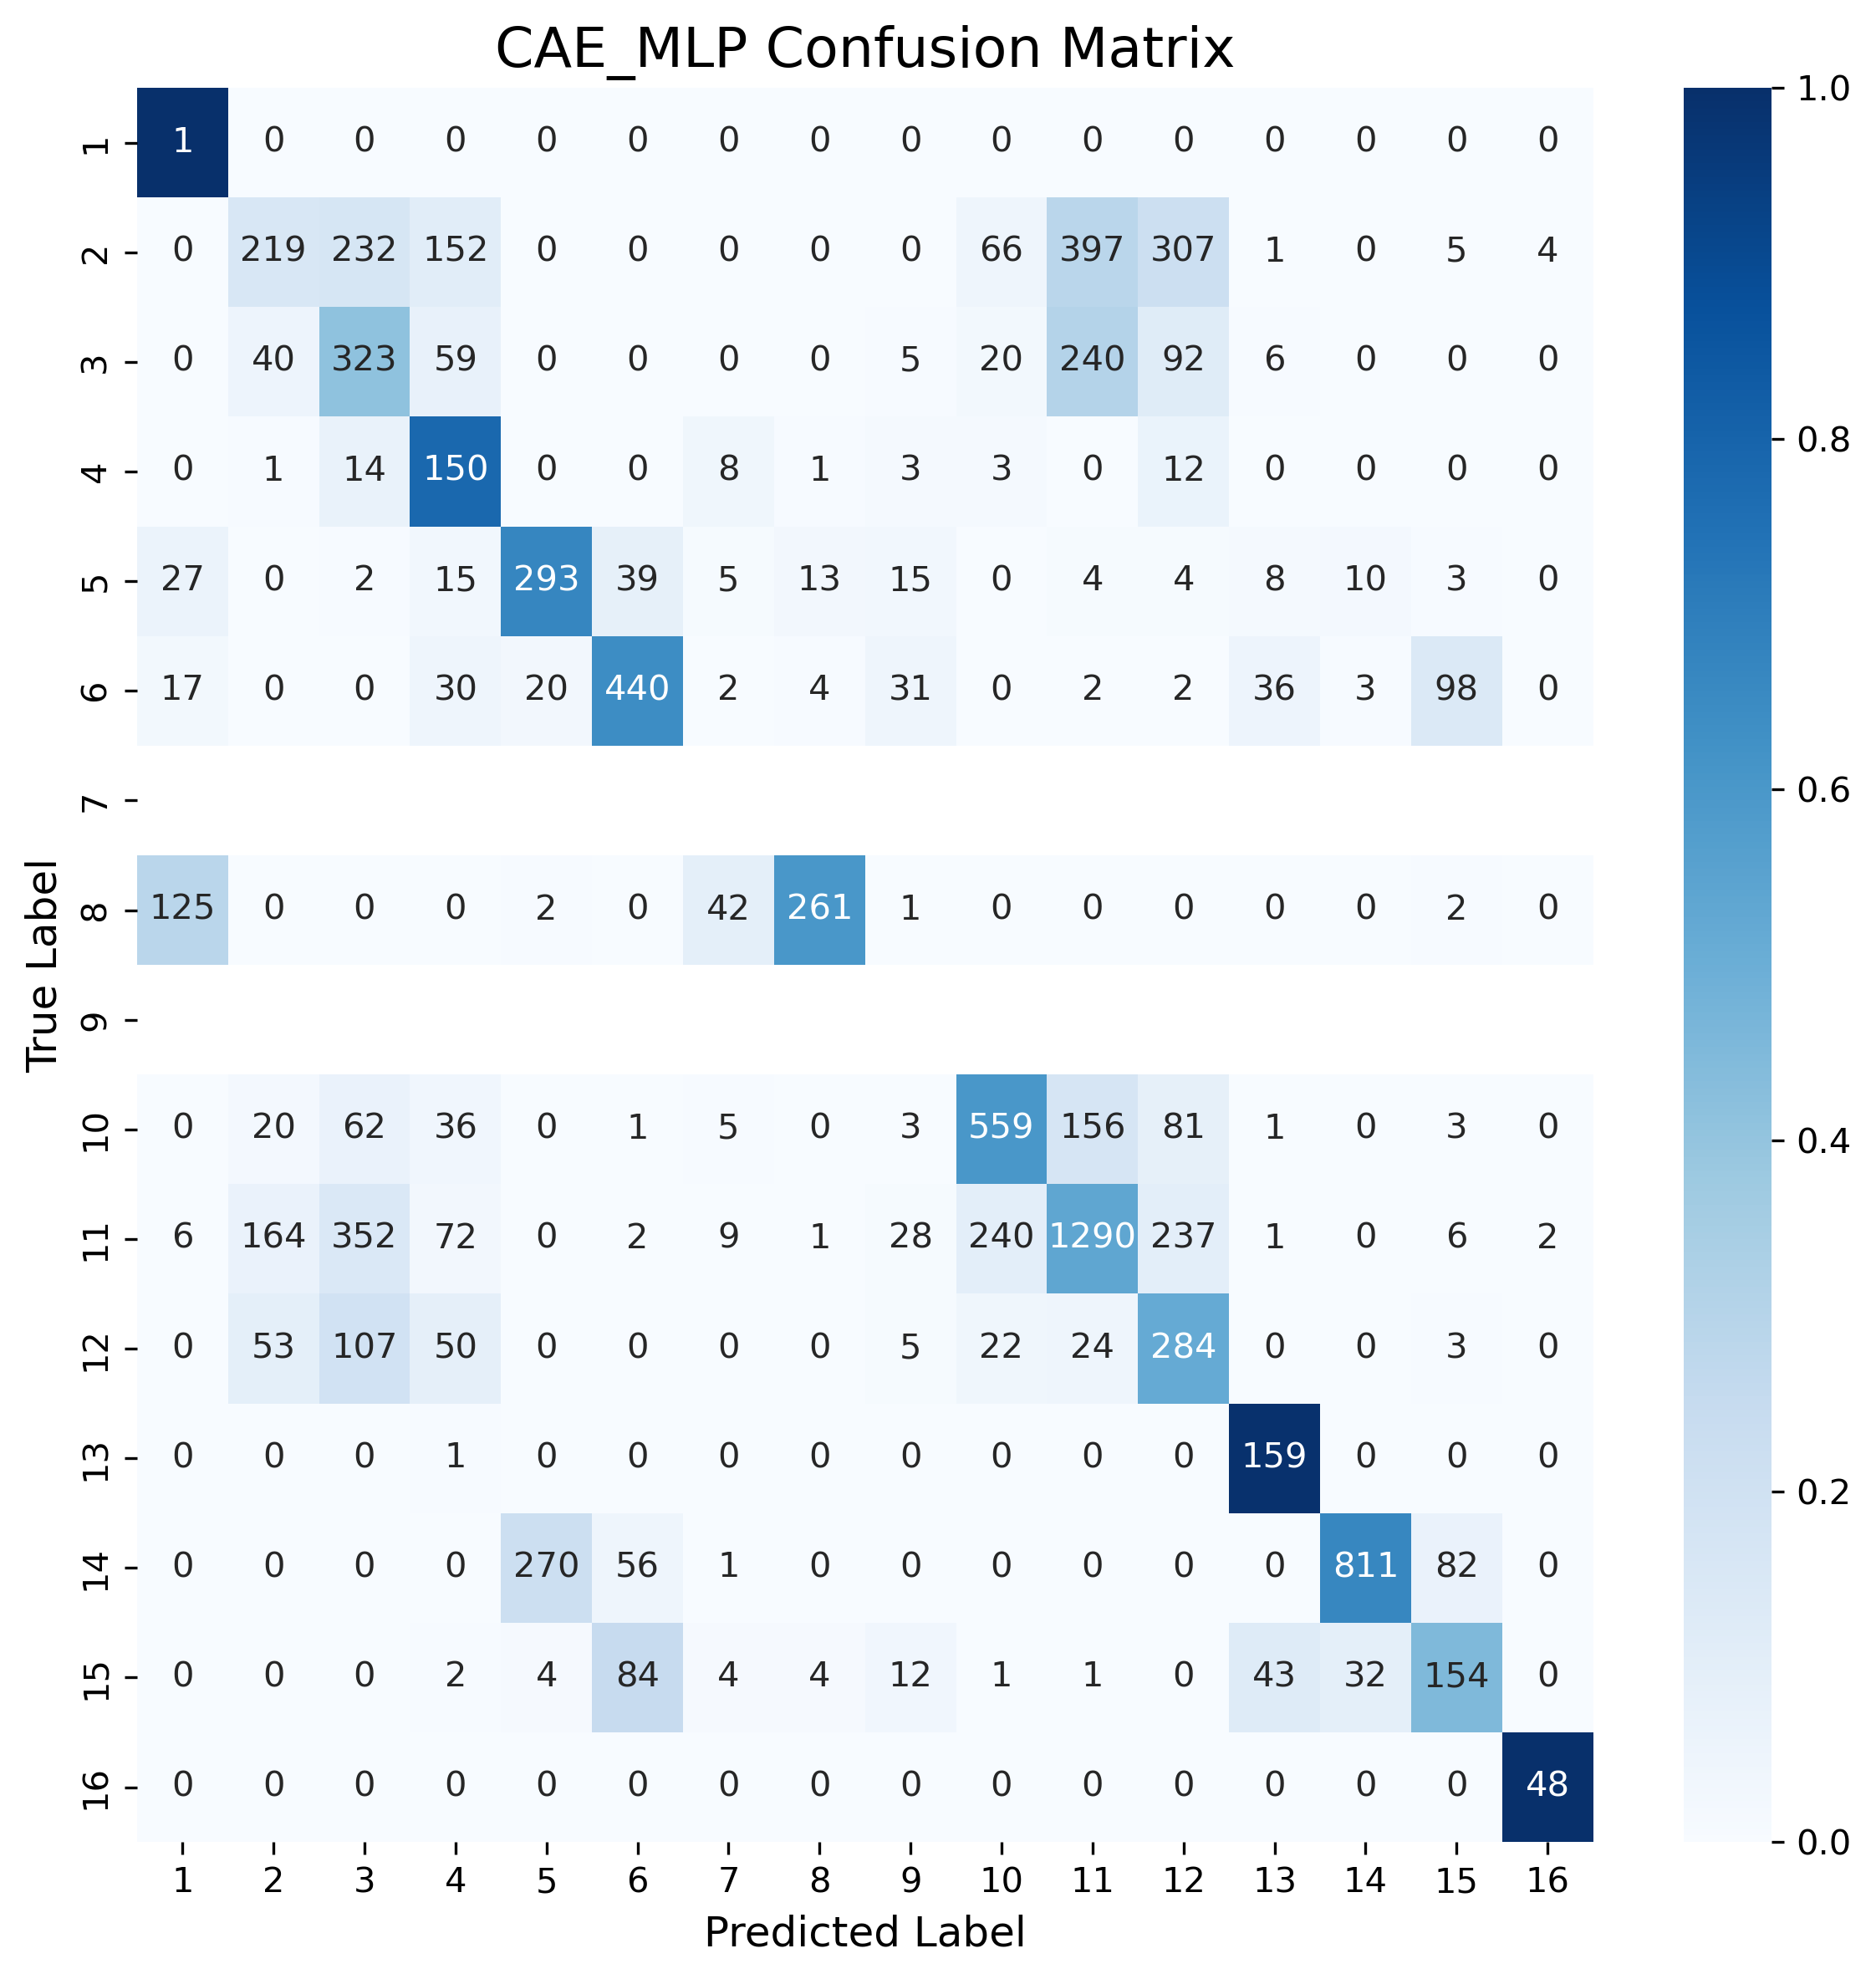 CAE_MLP Confusion Matrix
1 1 0 0 0 0 0 0 0 0 0 0 0 0 0 0 0
2 0 219 232 152 0 0 0 0 0 66 397 307 1 0 5 4
3 0 40 323 59 0 0 0 0 5 20 240 92 6 0 0 0
4 0 1 14 150 0 0 8 1 3 3 0 12 0 0 0 0
5 27 0 2 15 293 39 5 13 15 0 4 4 8 10 3 0
6 17 0 0 30 20 440 2 4 31 0 2 2 36 3 98 0
7
8 125 0 0 0 2 0 42 261 1 0 0 0 0 0 2 0
9
10 0 20 62 36 0 1 5 0 3 559 156 81 1 0 3 0
11 6 164 352 72 0 2 9 1 28 240 1290 237 1 0 6 2
12 0 53 107 50 0 0 0 0 5 22 24 284 0 0 3 0
13 0 0 0 1 0 0 0 0 0 0 0 0 159 0 0 0
14 0 0 0 0 270 56 1 0 0 0 0 0 0 811 82 0
15 0 0 0 2 4 84 4 4 12 1 1 0 43 32 154 0
16 0 0 0 0 0 0 0 0 0 0 0 0 0 0 0 48
1 2 3 4 5 6 7 8 9 10 11 12 13 14 15 16
Predicted Label
True Label
1.0
0.8
0.6
0.4
0.2
0.0